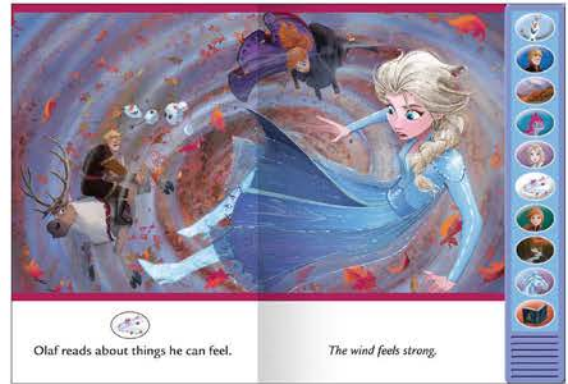 Olaf reads about things he can feel.
The wind feels strong.